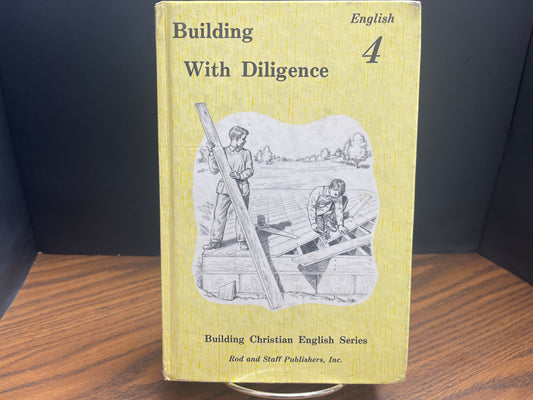 Building
English
With Diligence
4
Building Christian English Series
Rod and Staff Publishers, Inc.